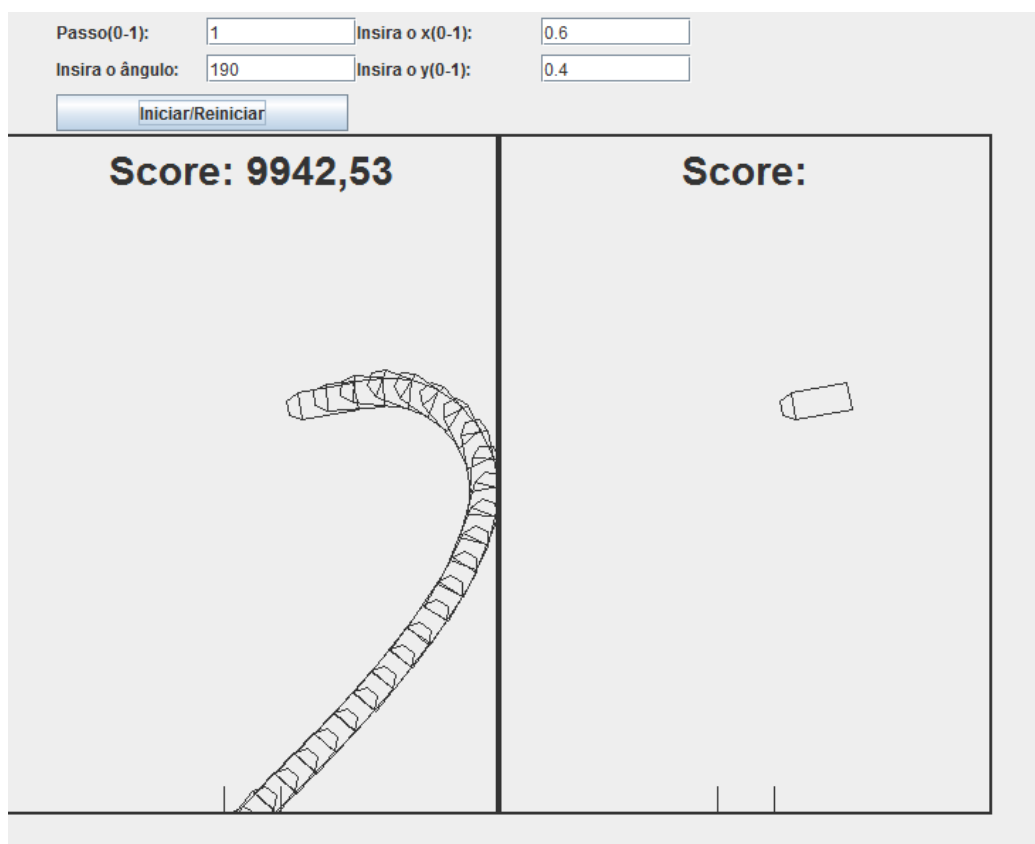 Passo(0-1): 1 Insira o x(0-1): 0.6
Insira o ângulo: 190 Insira o y(0-1): 0.4
Iniciar/Reiniciar
Score: 9942,53 Score: